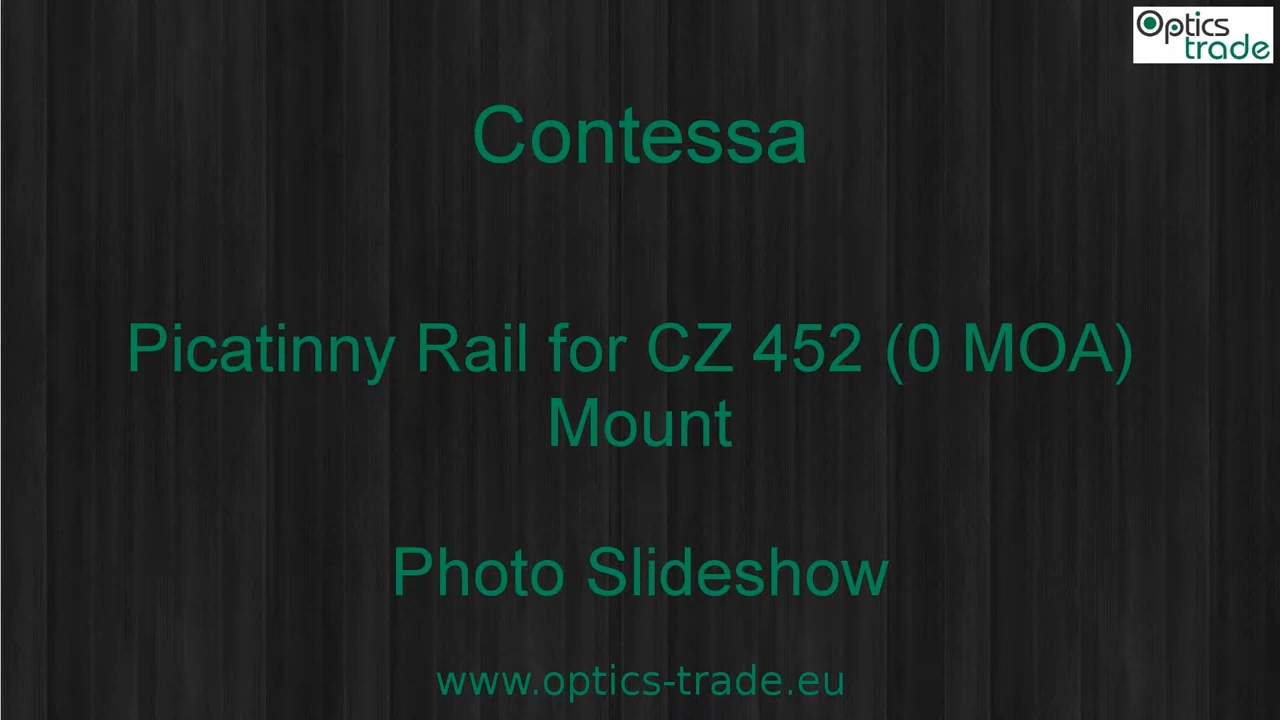 Optics
trade
Contessa
Picatinny Rail for CZ 452 (0 MOA)
Mount
Photo Slideshow
www.optics-trade.eu